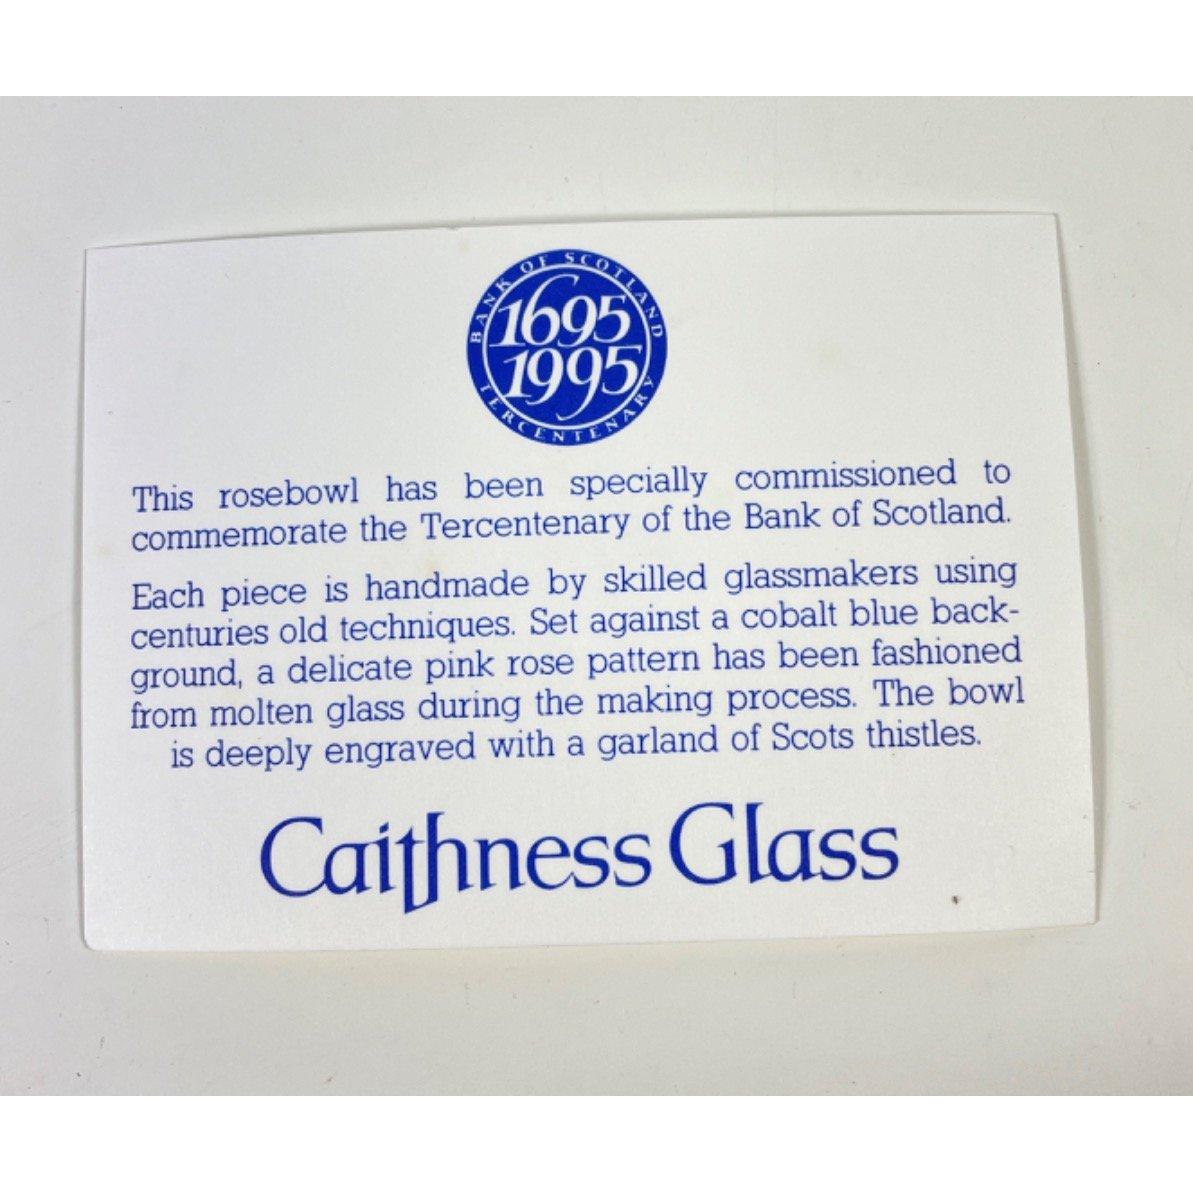 BANK OF SCOTLAND
1695
1995
TERCENTENARY
This rosebowl has been specially commissioned to
commemorate the Tercentenary of the Bank of Scotland.
Each piece is handmade by skilled glassmakers using
centuries old techniques. Set against a cobalt blue back-
ground, a delicate pink rose pattern has been fashioned
from molten glass during the making process. The bowl
is deeply engraved with a garland of Scots thistles.
Caithness Glass